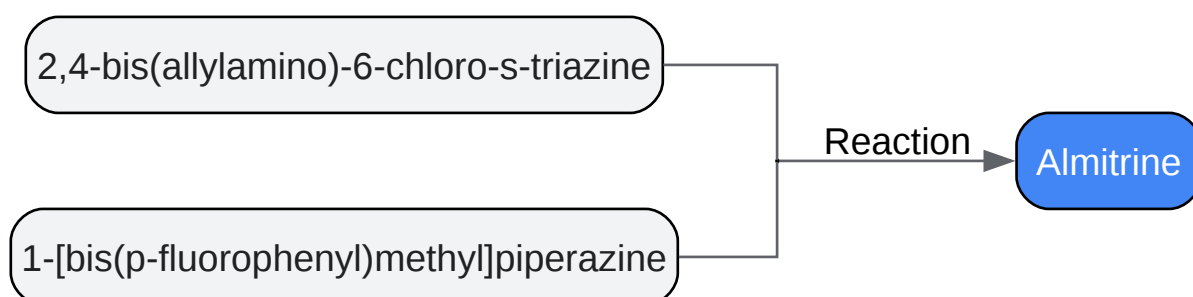 2,4-bis(allylamino)-6-chloro-s-triazine
Reaction
Almitrine
1-[bis(p-fluorophenyl)methyl]piperazine